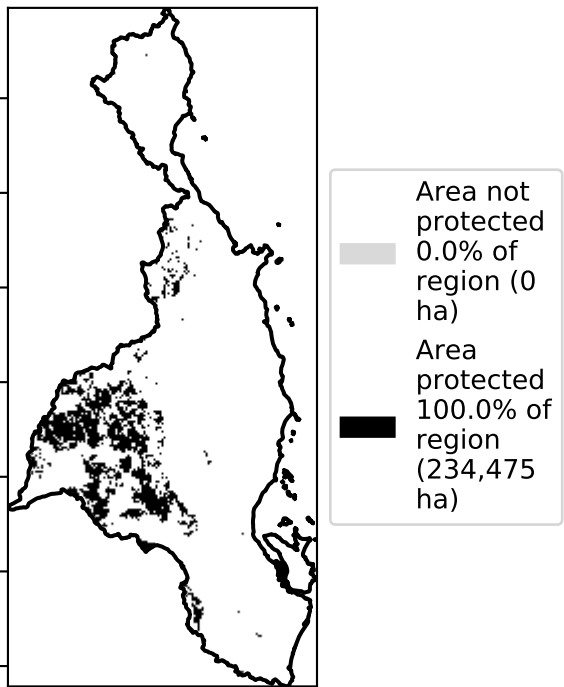 Area not
protected
0.0% of
region (0
ha)
Area
protected
100.0% of
region
(234,475
ha)